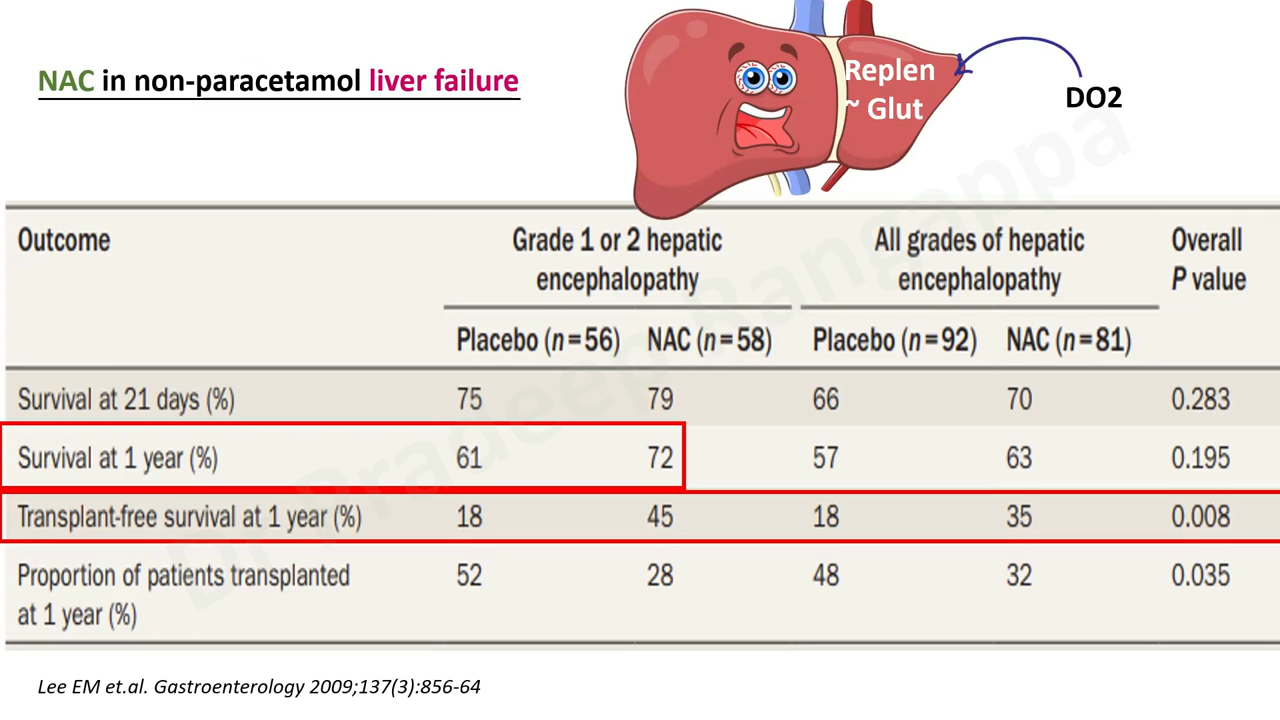 NAC in non-paracetamol liver failure
Replen
~ Glut
DO2
Outcome
Grade 1 or 2 hepatic
encephalopathy
All grades of hepatic
encephalopathy
Overall
P value
Placebo (n=56) NAC (n=58) Placebo (n=92) NAC (n=81)
Survival at 21 days (%) 75 79 66 70 0.283
Survival at 1 year (%) 61 72 57 63 0.195
Transplant-free survival at 1 year (%) 18 45 18 35 0.008
Proportion of patients transplanted 52 28 48 32 0.035
at 1 year (%)
Dr Pradeep Rangappa
Lee EM et.al. Gastroenterology 2009;137(3):856-64